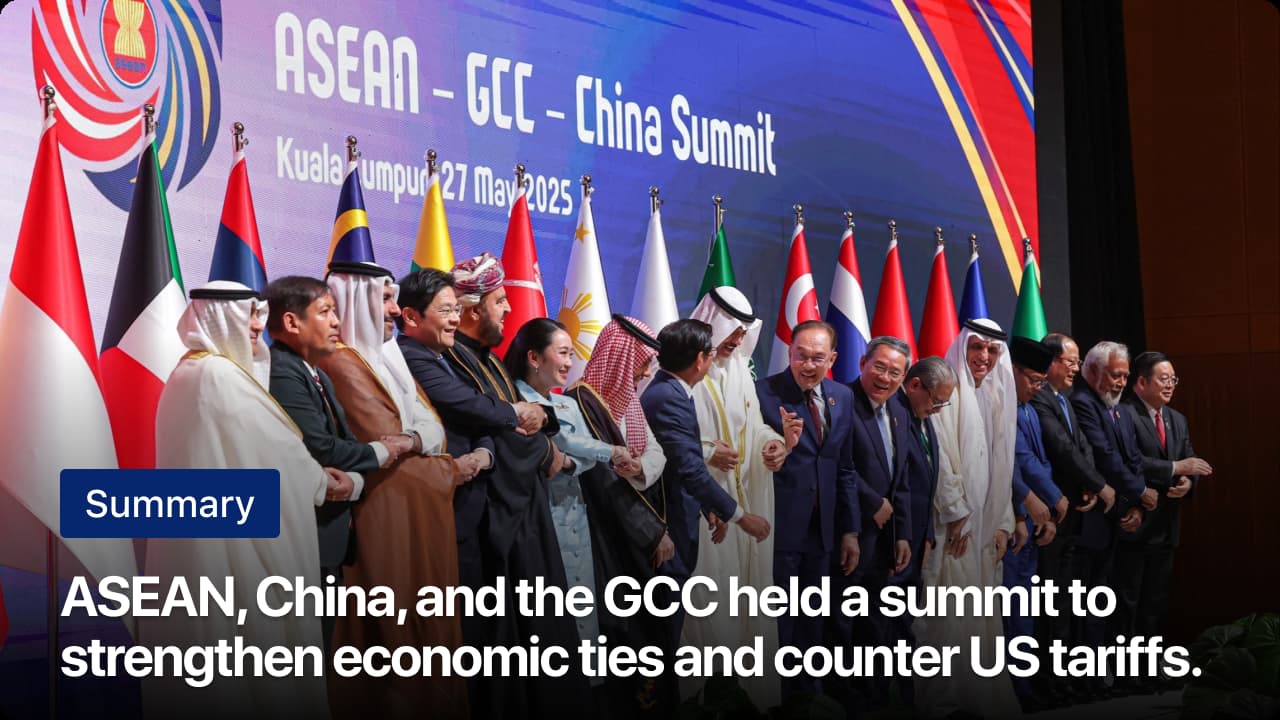 asean
ASEAN – GCC – China Summit
Kuala Lumpur 27 May 2025
Summary
ASEAN, China, and the GCC held a summit to
strengthen economic ties and counter US tariffs.